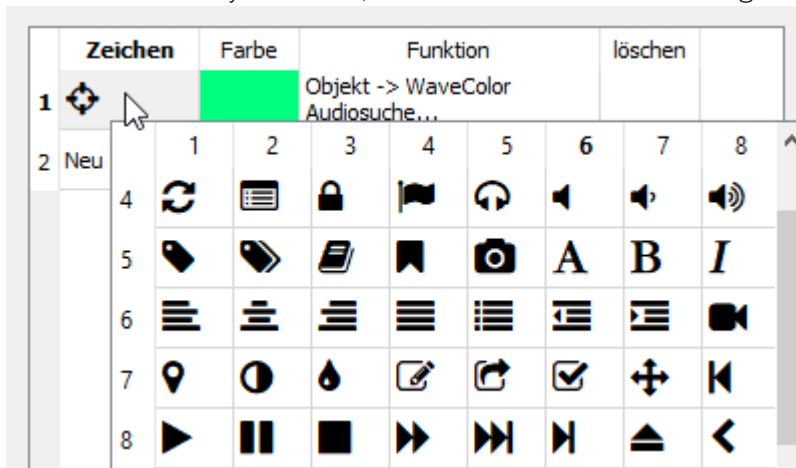 Zeichen Farbe Funktion löschen
1 Objekt -> WaveColor
Audiosuche...
2 Neu
1 2 3 4 5 6 7 8
4
5 A B I
6
7
8